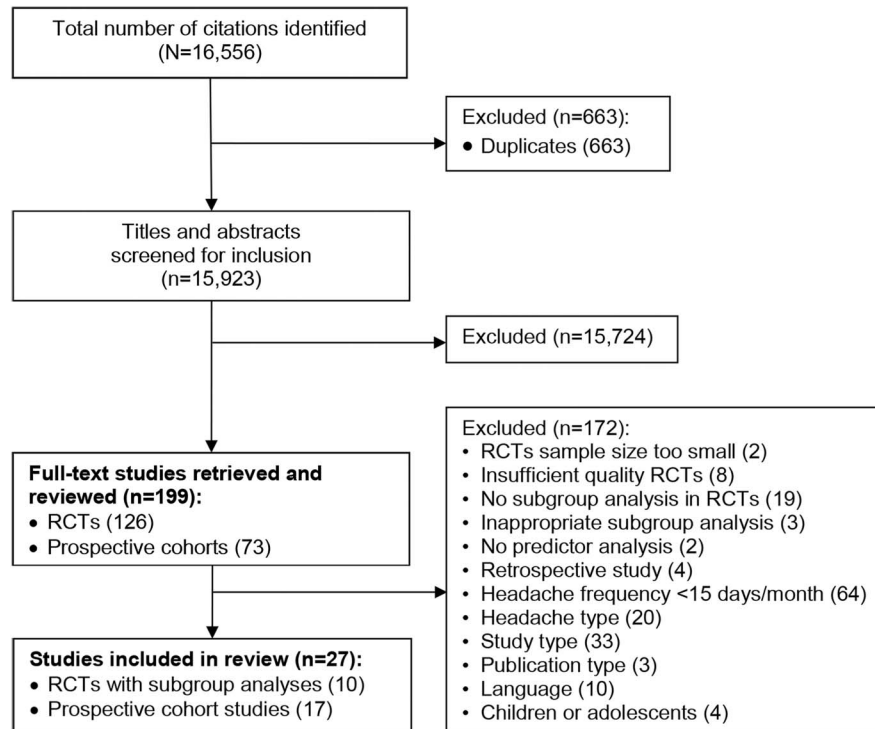 Total number of citations identified
(N=16,556)
Excluded (n=663):
• Duplicates (663)
Titles and abstracts
screened for inclusion
(n=15,923)
Excluded (n=15,724)
Full-text studies retrieved and
reviewed (n=199):
• RCTs (126)
• Prospective cohorts (73)
Excluded (n=172):
• RCTs sample size too small (2)
• Insufficient quality RCTs (8)
• No subgroup analysis in RCTs (19)
• Inappropriate subgroup analysis (3)
• No predictor analysis (2)
• Retrospective study (4)
• Headache frequency <15 days/month (64)
• Headache type (20)
• Study type (33)
• Publication type (3)
• Language (10)
• Children or adolescents (4)
Studies included in review (n=27):
• RCTs with subgroup analyses (10)
• Prospective cohort studies (17)